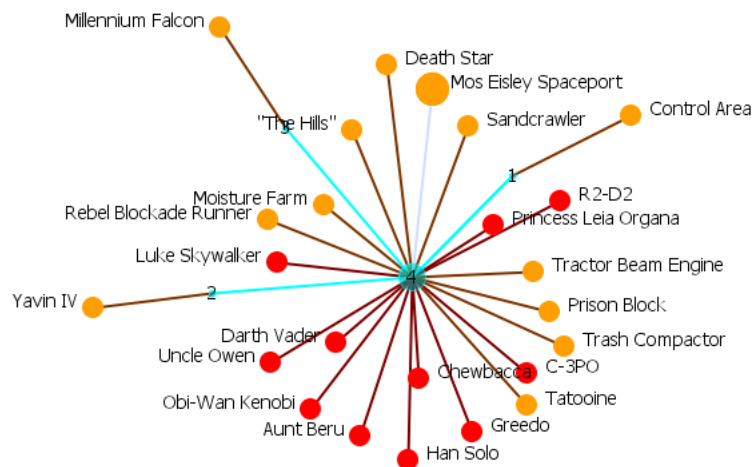 Millennium Falcon
Death Star
Mos Eisley Spaceport
Control Area
"The Hills"
3
Sandcrawler
1
R2-D2
Moisture Farm
Rebel Blockade Runner
Princess Leia Organa
Luke Skywalker
Tractor Beam Engine
4
Yavin IV
2
Prison Block
Darth Vader
Trash Compactor
Uncle Owen
Chewbacca
C-3PO
Obi-Wan Kenobi
Tatooine
Aunt Beru
Greedo
Han Solo